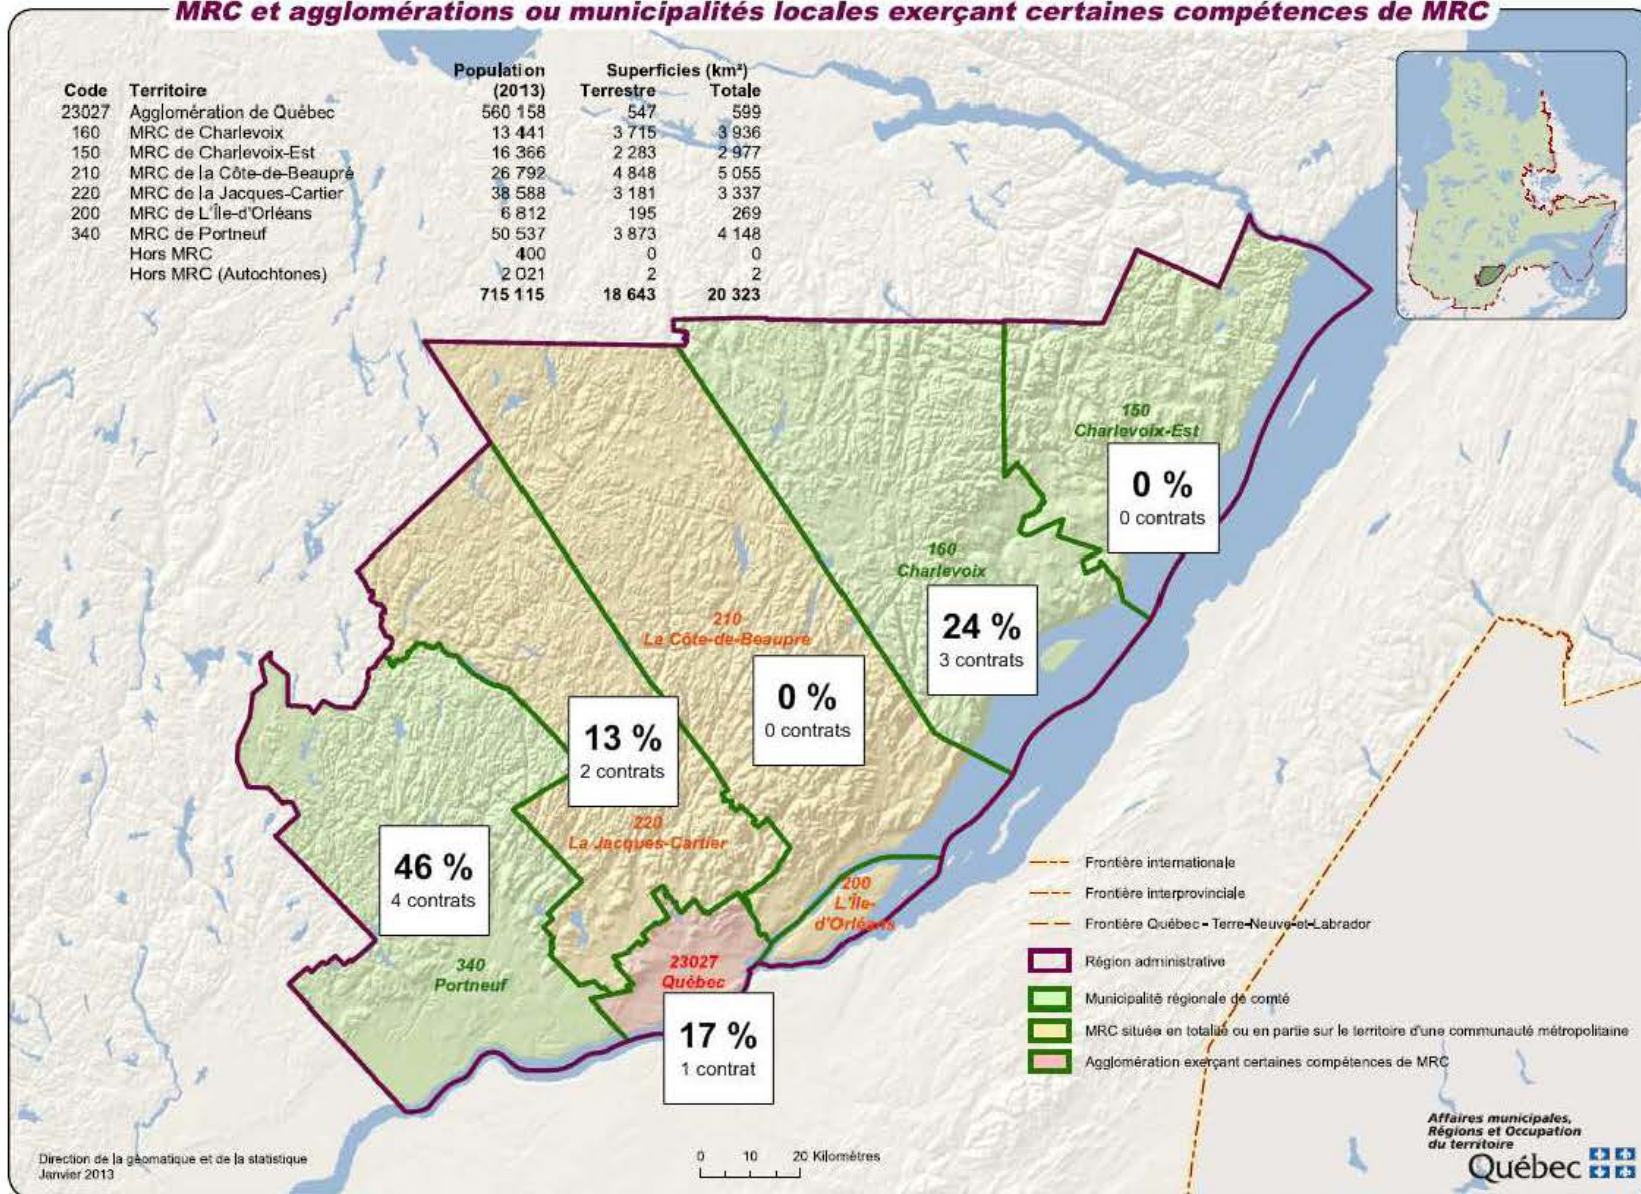 MRC et agglomérations ou municipalités locales exerçant certaines compétences de MRC
Population Superficies (km²)
Code Territoire (2013) Terrestre Totale
23027 Agglomération de Québec 560 158 547 599
160 MRC de Charlevoix 13 441 3 715 3 936
150 MRC de Charlevoix-Est 16 366 2 283 2 977
210 MRC de la Côte-de-Beaupré 26 792 4 848 5 055
220 MRC de la Jacques-Cartier 38 588 3 181 3 337
200 MRC de L'Île-d'Orléans 6 812 195 269
340 MRC de Portneuf 50 537 3 873 4 148
Hors MRC 400 0 0
Hors MRC (Autochtones) 2 021 2 2
715 115 18 643 20 323
150
Charlevoix-Est
0 %
0 contrats
160
Charlevoix
24 %
3 contrats
210
La Côte-de-Beaupré
0 %
0 contrats
13 %
2 contrats
220
La Jacques-Cartier
46 %
4 contrats
340
Portneuf
200
L'Île-
d'Orléans
23027
Québec
17 %
1 contrat
Frontière internationale
Frontière interprovinciale
Frontière Québec - Terre-Neuve-et-Labrador
Région administrative
Municipalité régionale de comté
MRC située en totalité ou en partie sur le territoire d'une communauté métropolitaine
Agglomération exerçant certaines compétences de MRC
Direction de la géomatique et de la statistique
Janvier 2013
0 10 20 Kilomètres
Affaires municipales,
Régions et Occupation
du territoire
Québec